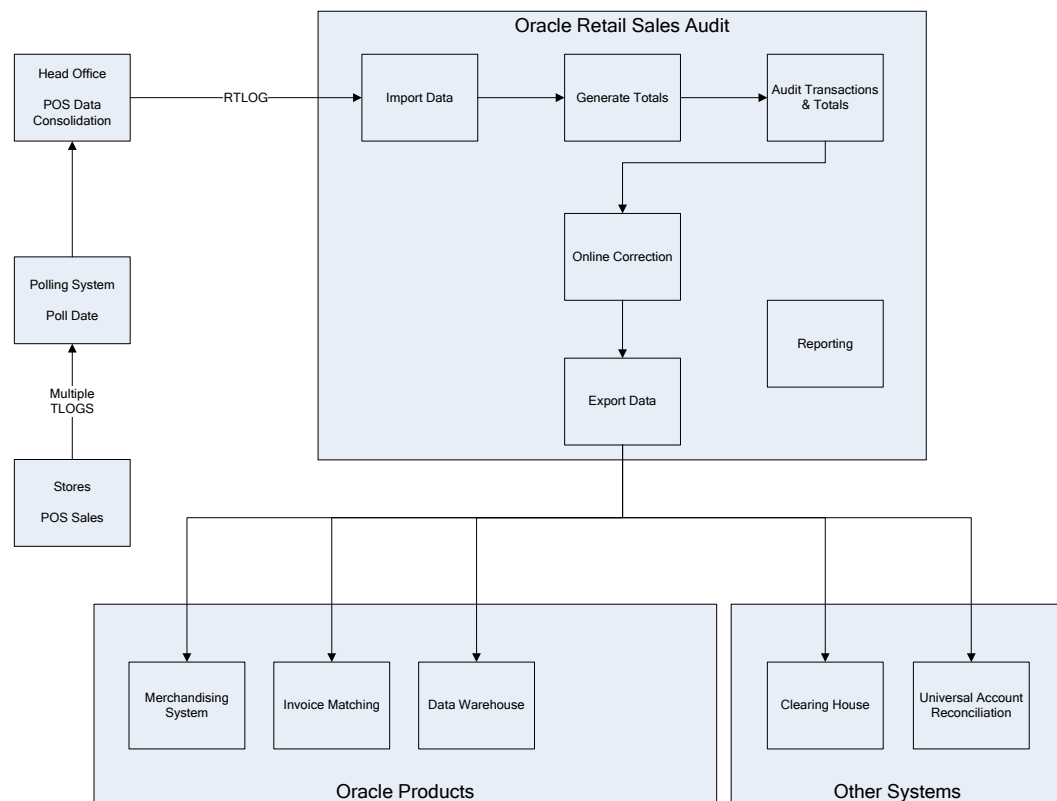 Oracle Retail Sales Audit
Head Office
POS Data
Consolidation
RTLOG
Import Data
Generate Totals
Audit Transactions
& Totals
Polling System
Poll Date
Online Correction
Reporting
Multiple
TLOGS
Export Data
Stores
POS Sales
Merchandising
System
Invoice Matching
Data Warehouse
Clearing House
Universal Account
Reconciliation
Oracle Products
Other Systems